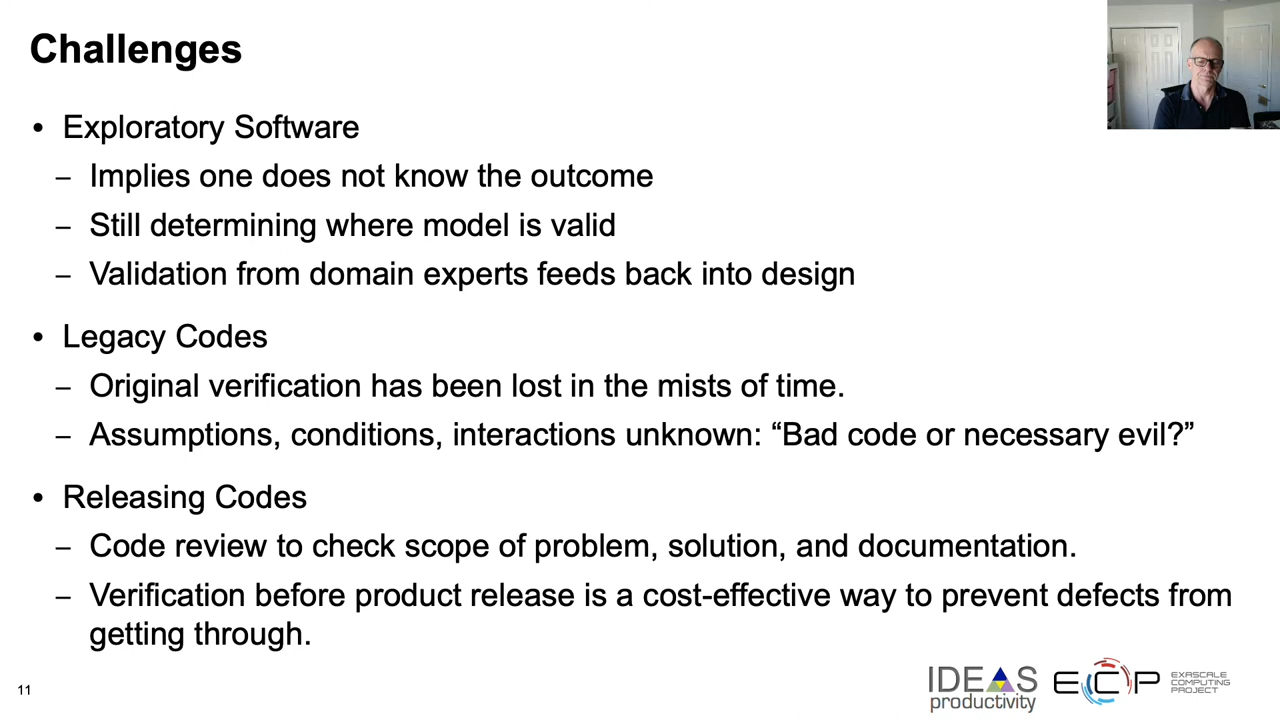 Challenges
• Exploratory Software
– Implies one does not know the outcome
– Still determining where model is valid
– Validation from domain experts feeds back into design
• Legacy Codes
– Original verification has been lost in the mists of time.
– Assumptions, conditions, interactions unknown: “Bad code or necessary evil?”
• Releasing Codes
– Code review to check scope of problem, solution, and documentation.
– Verification before product release is a cost-effective way to prevent defects from
getting through.
11
IDEAS
productivity
ECP
EXASCALE
COMPUTING
PROJECT